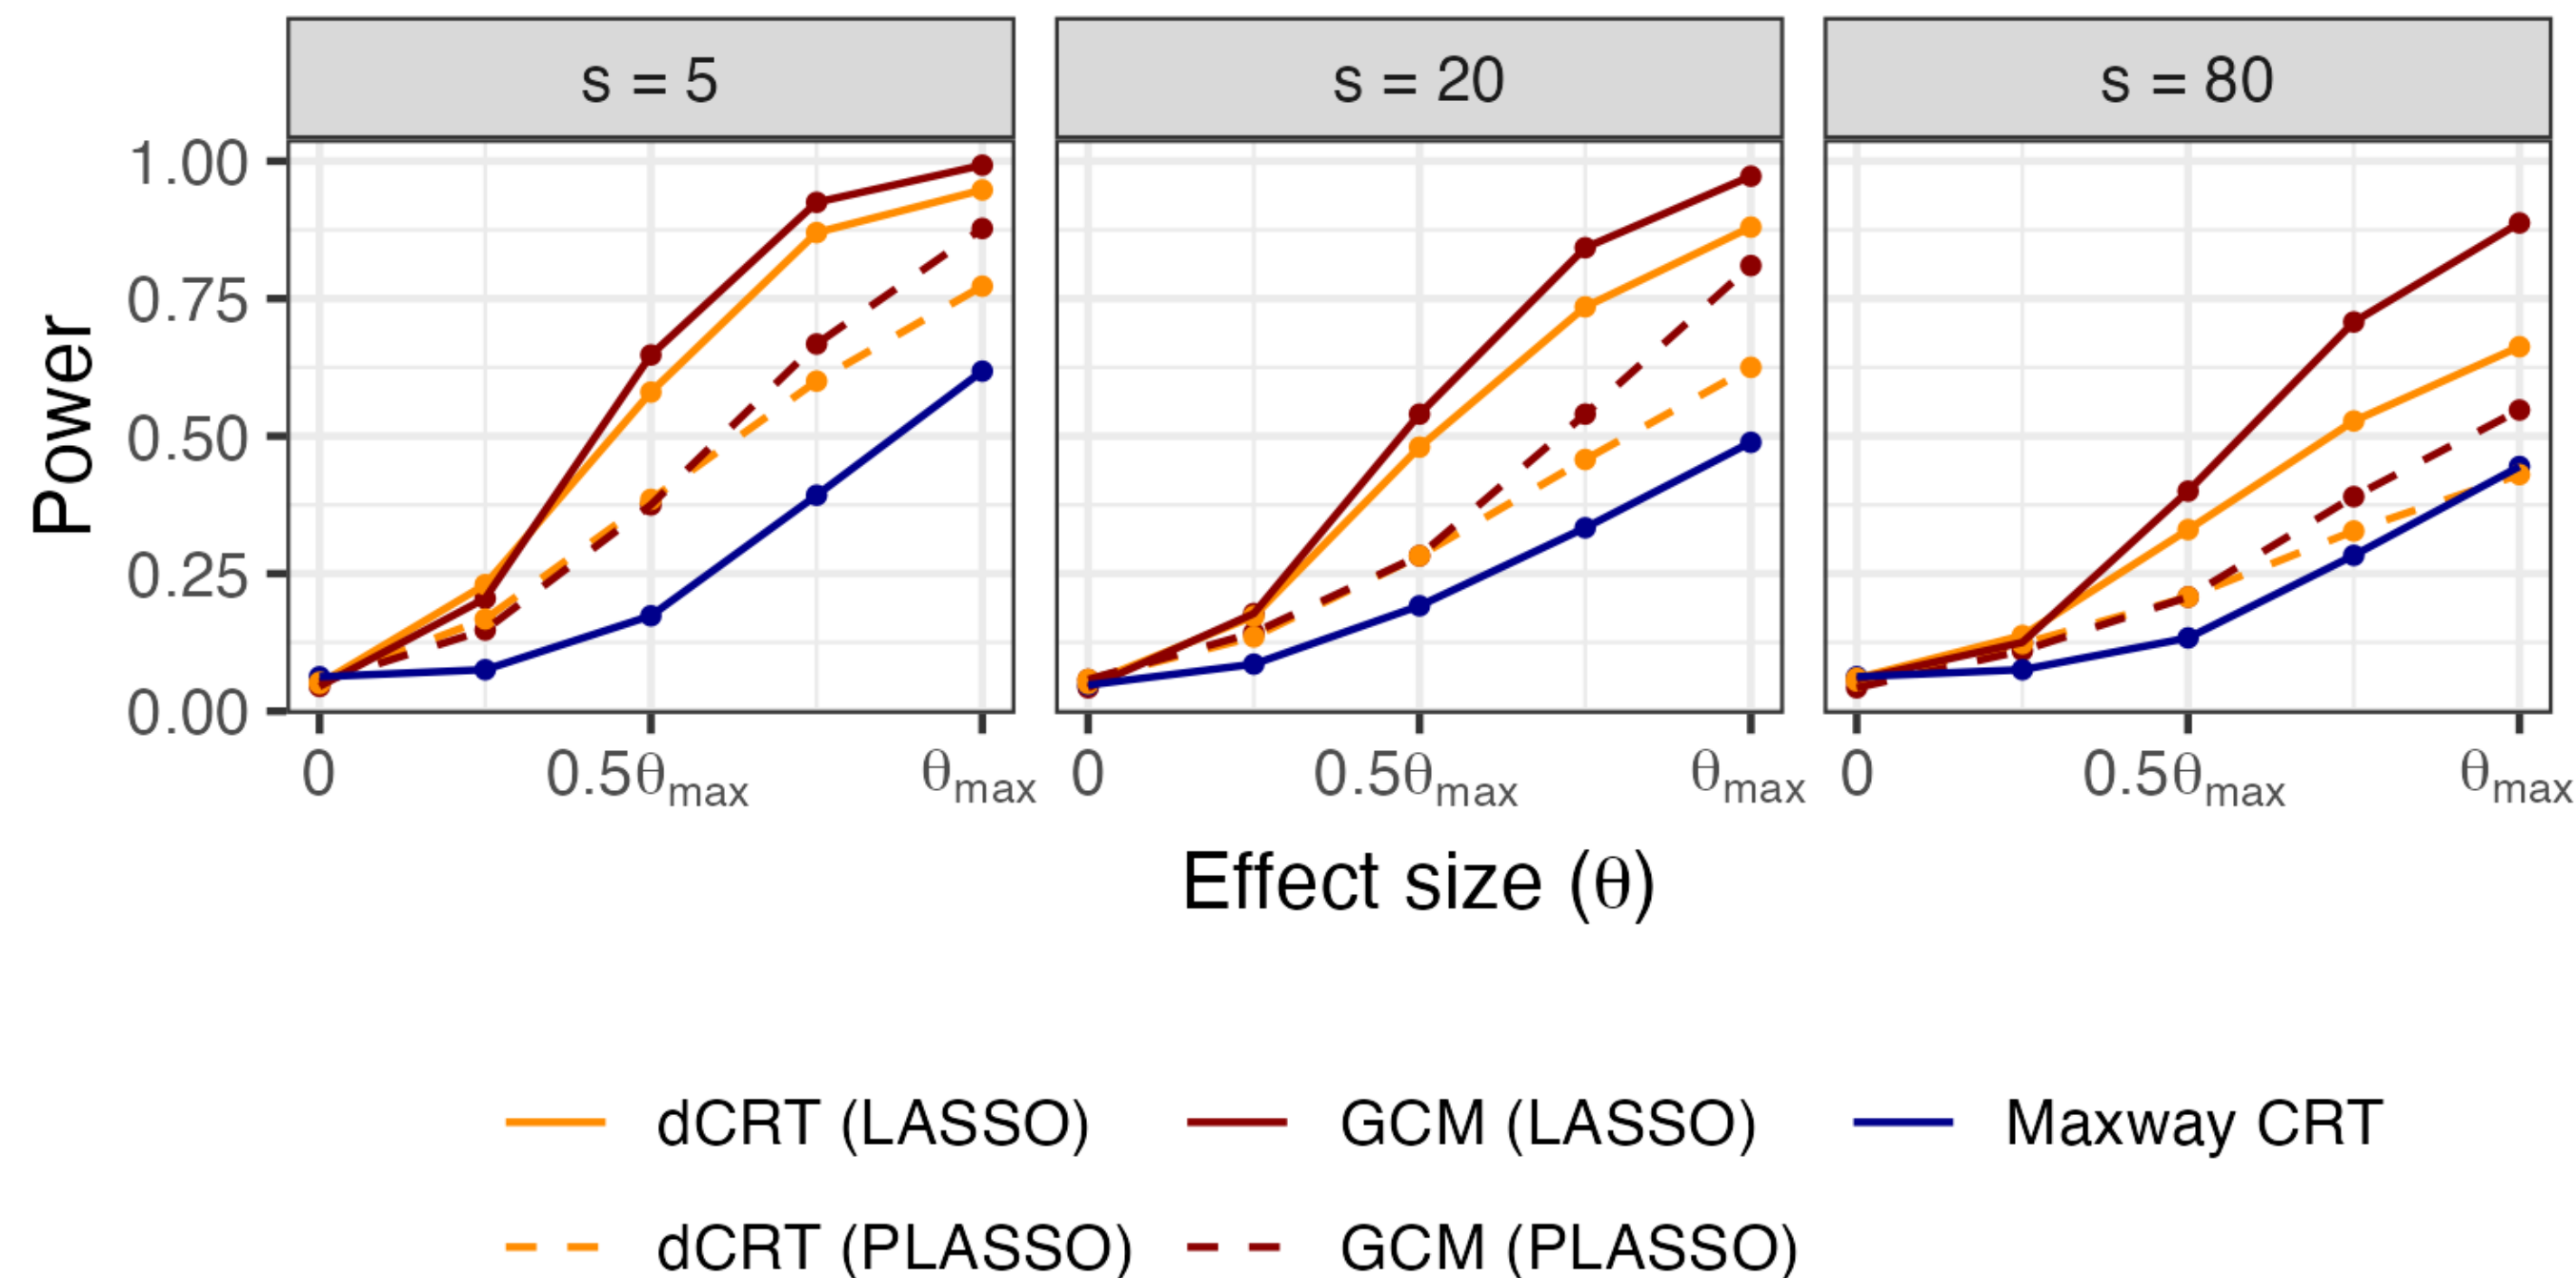 s = 5
s = 20
s = 80
Power
1.00
0.75
0.50
0.25
0.00
0 0.5θmax θmax 0 0.5θmax θmax 0 0.5θmax θmax
Effect size (θ)
dCRT (LASSO) GCM (LASSO) Maxway CRT
dCRT (PLASSO) GCM (PLASSO)